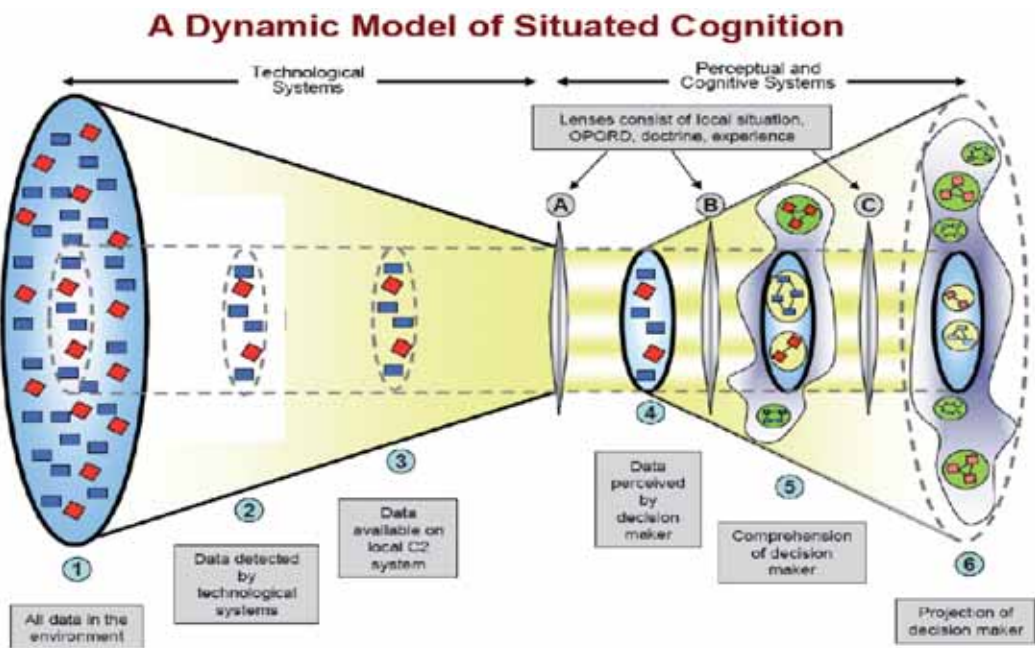 A Dynamic Model of Situated Cognition
Technological
Systems
Perceptual and
Cognitive Systems
Lenses consist of local situation,
OPORD, doctrine, experience
A
B
C
1
2
3
4
5
6
All data in the
environment
Data detected
by
technological
systems
Data
available on
local C2
system
Data
perceived
by
decision
maker
Comprehension
of decision
maker
Projection of
decision maker